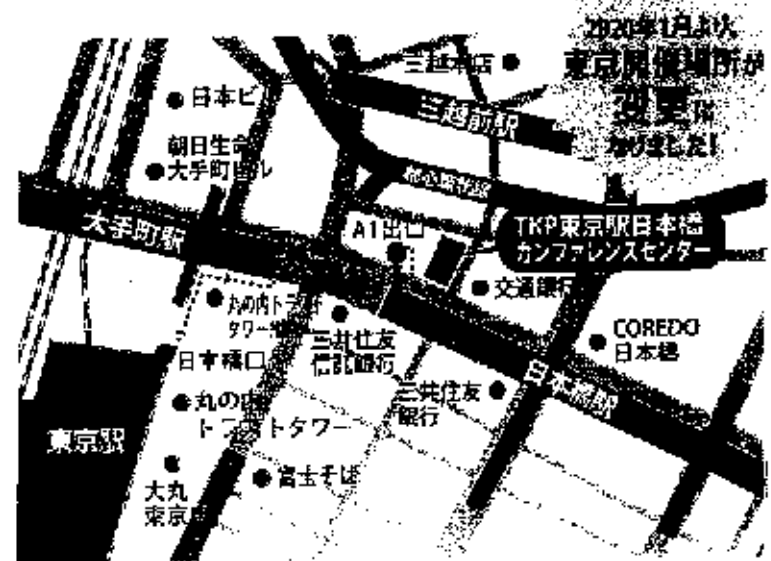 2020年1月より、
東京開催場所が
変更に
なりました!
三越本店
三越前駅
日本ビ
朝日生命
大手町ビル
大手町駅
A1出口
TKP東京駅日本橋
カンファレンスセンター
交通銀行
丸の内トラスト
タワー
三井住友
信託銀行
COREDO
日本橋
日本橋口
日本橋駅
三井住友
銀行
丸の内
トラストタワー
東京駅
富士そば
大丸
東京店